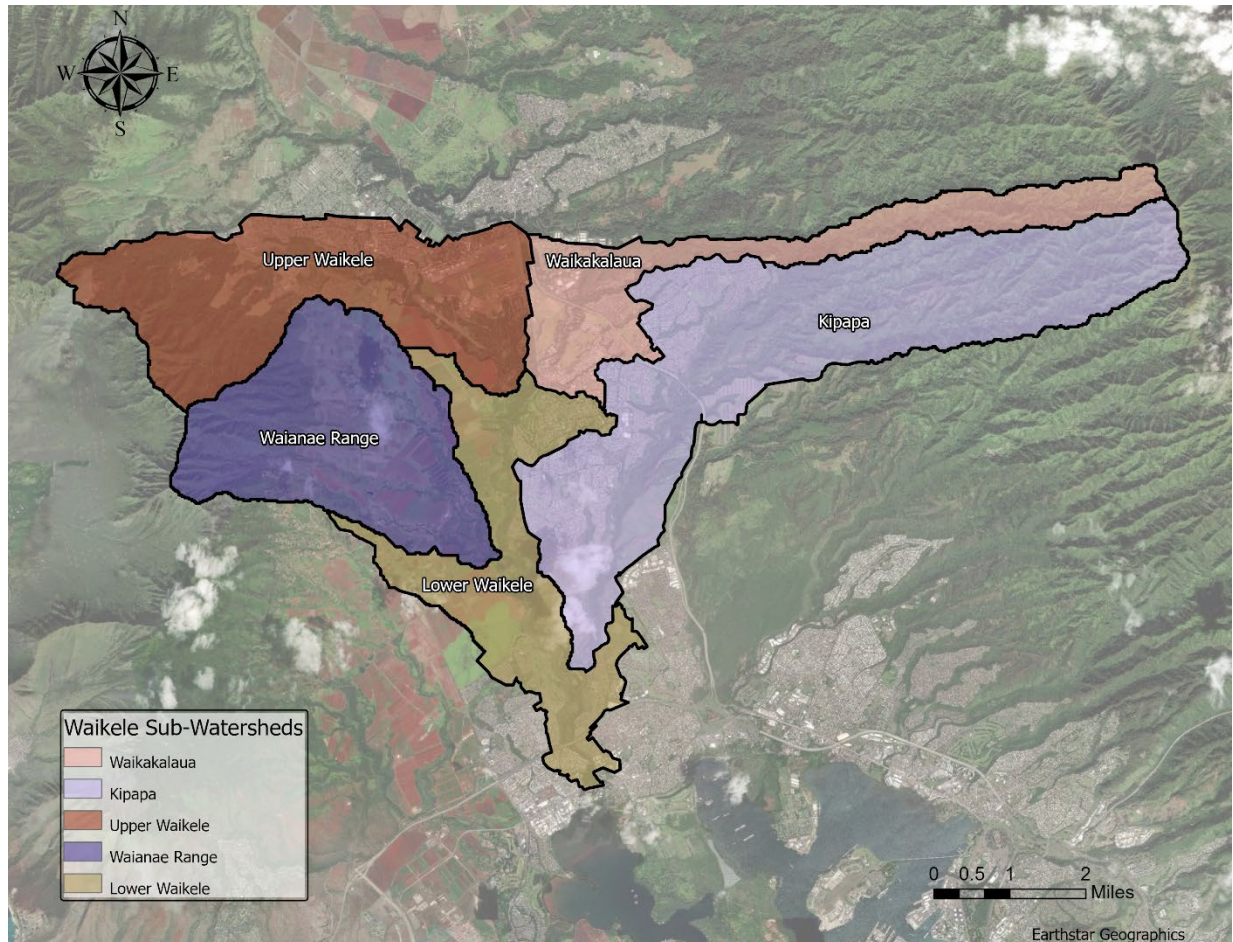 N
W E
S
Upper Waikele
Waikakalaua
Kipapa
Waianae Range
Lower Waikele
Waikele Sub-Watersheds
Waikakalaua
Kipapa
Upper Waikele
Waianae Range
Lower Waikele
0 0.5 1 2
Miles
Earthstar Geographics